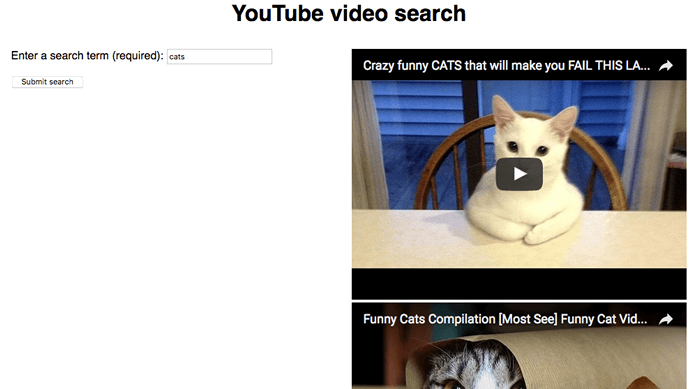 YouTube video search
Enter a search term (required): cats
Submit search
Crazy funny CATS that will make you FAIL THIS LA...
Funny Cats Compilation [Most See] Funny Cat Vid...